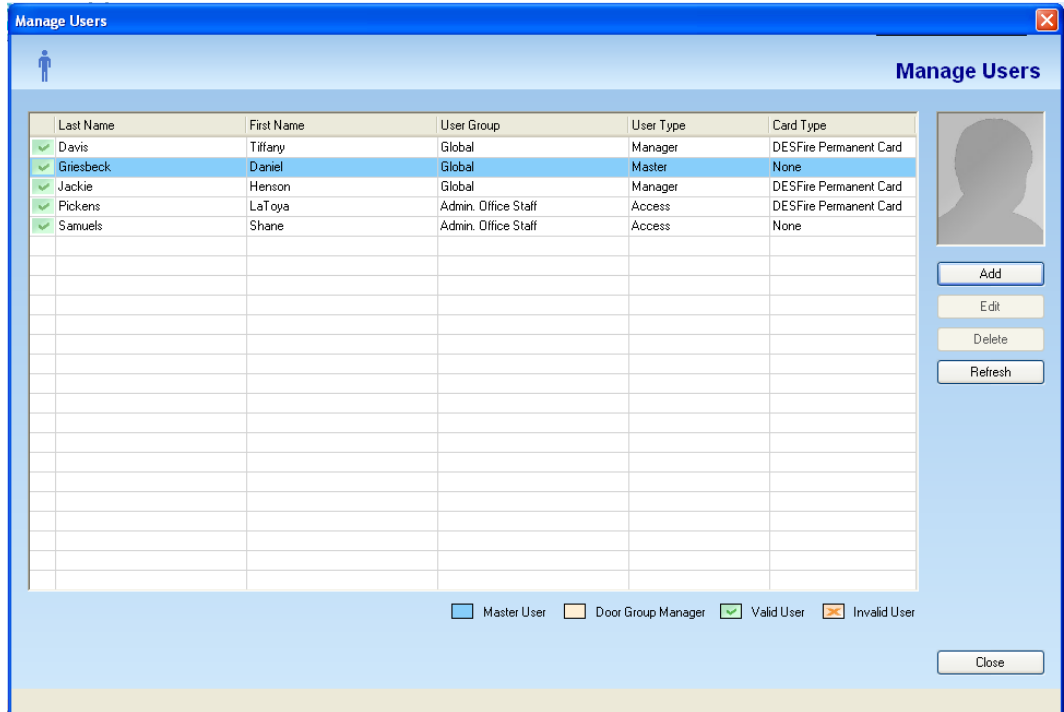 Manage Users
Manage Users
Last Name First Name User Group User Type Card Type
Davis Tiffany Global Manager DESFire Permanent Card
Griesbeck Daniel Global Master None
Jackie Henson Global Manager DESFire Permanent Card
Pickens LaToya Admin. Office Staff Access DESFire Permanent Card
Samuels Shane Admin. Office Staff Access None
Add
Edit
Delete
Refresh
Master User Door Group Manager Valid User Invalid User
Close